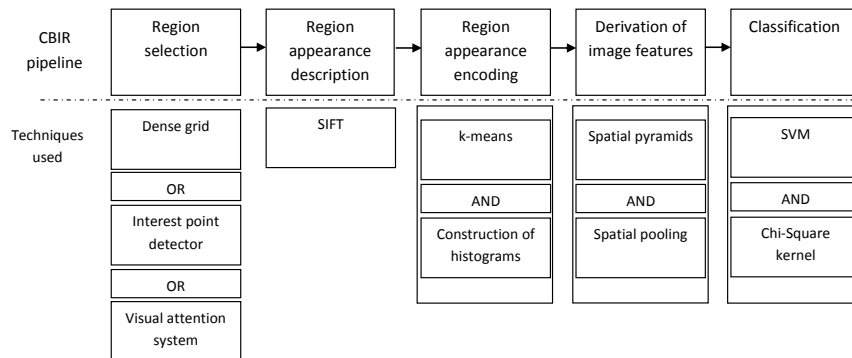 CBIR
pipeline
Region
selection
Region
appearance
description
Region
appearance
encoding
Derivation of
image features
Classification
Techniques
used
Dense grid
OR
Interest point
detector
OR
Visual attention
system
SIFT
k-means
AND
Construction of
histograms
Spatial pyramids
AND
Spatial pooling
SVM
AND
Chi-Square
kernel